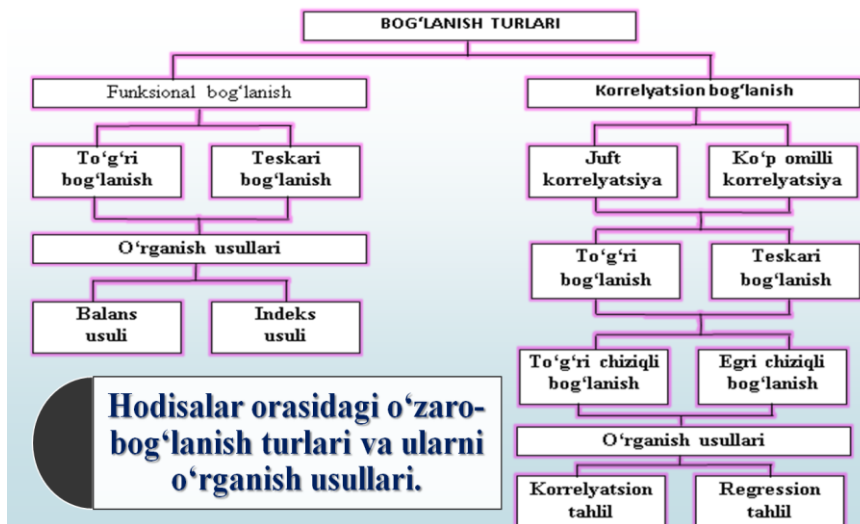 BOG‘LANISH TURLARI
Funksional bog‘lanish
Korrelyatsion bog‘lanish
To‘g‘ri
bog‘lanish
Teskari
bog‘lanish
Juft
korrelyatsiya
Ko‘p omilli
korrelyatsiya
O‘rganish usullari
To‘g‘ri
bog‘lanish
Teskari
bog‘lanish
Balans
usuli
Indeks
usuli
To‘g‘ri chiziqli
bog‘lanish
Egri chiziqli
bog‘lanish
Hodisalar orasidagi o‘zaro-
bog‘lanish turlari va ularni
o‘rganish usullari.
O‘rganish usullari
Korrelyatsion
tahlil
Regression
tahlil